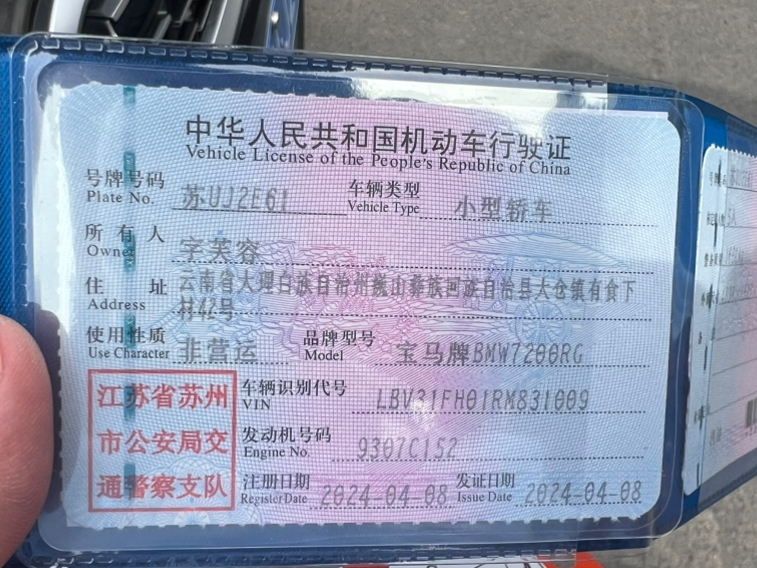 中华人民共和国机动车行驶证
Vehicle License of the People's Republic of China
号牌号码 苏UJ2E61 车辆类型 小型轿车
Plate No. Vehicle Type
所有人 字芙容
Owner
住址 云南省大理白族自治州巍山彝族回族自治县大仓镇有食下
Address 村42号
使用性质 非营运 品牌型号 宝马牌BMW7200RG
Use Character Model
江苏省苏州 车辆识别代号 LBV31FH01RM831009
VIN
市公安局交 发动机号码 9307C152
Engine No.
通警察支队 注册日期 2024-04-08 发证日期 2024-04-08
Register Date Issue Date